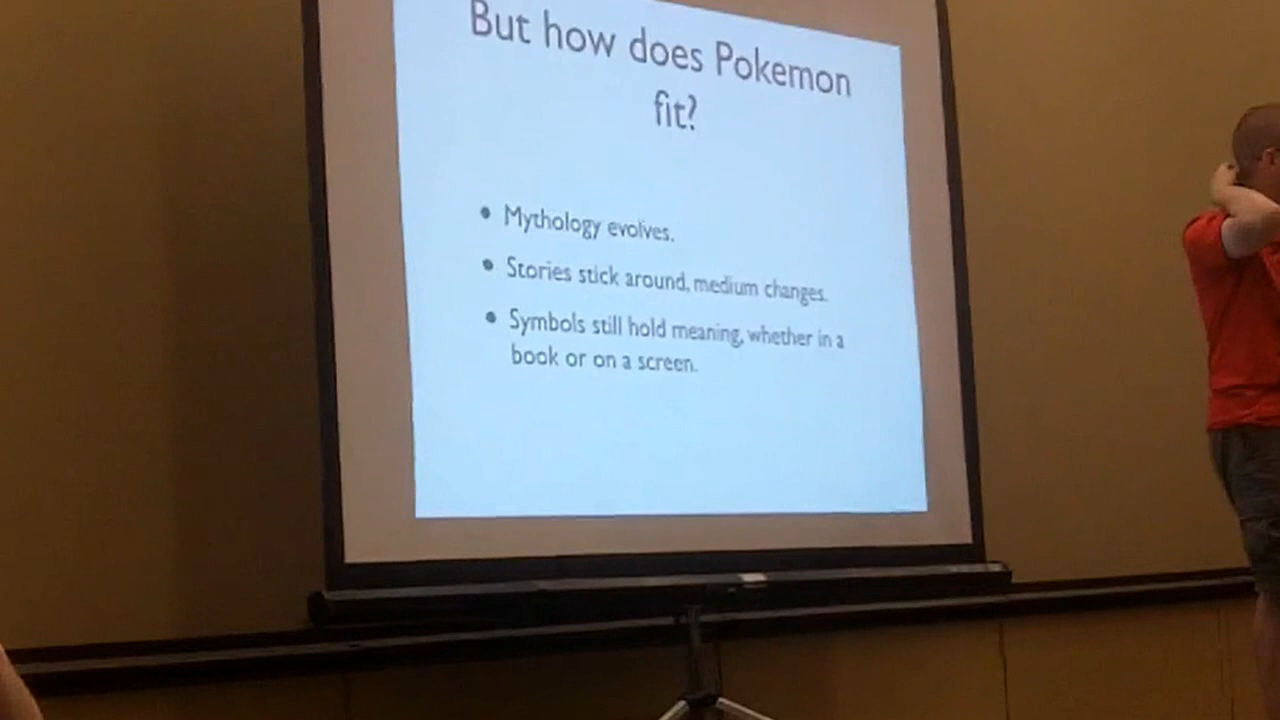 But how does Pokemon
fit?
• Mythology evolves.
• Stories stick around, medium changes.
• Symbols still hold meaning, whether in a
book or on a screen.